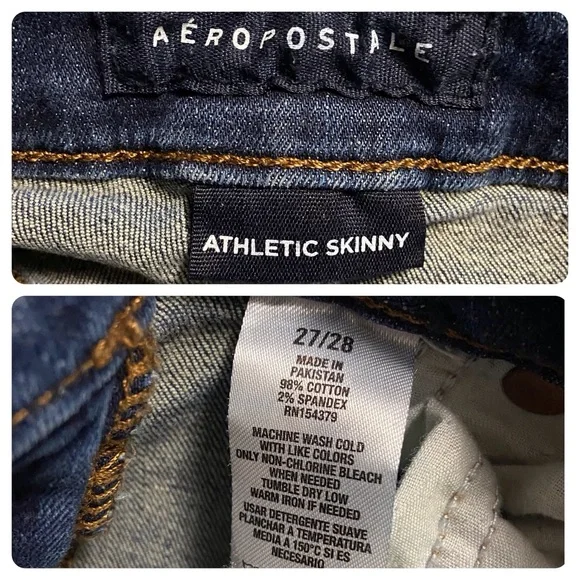 AÉROPOSTALE
ATHLETIC SKINNY
27/28
MADE IN
PAKISTAN
98% COTTON
2% SPANDEX
RN154379
MACHINE WASH COLD
WITH LIKE COLORS
ONLY NON-CHLORINE BLEACH
WHEN NEEDED
TUMBLE DRY LOW
WARM IRON IF NEEDED
USAR DETERGENTE SUAVE
PLANCHAR A TEMPERATURA
MEDIA A 150°C SI ES
NECESARIO